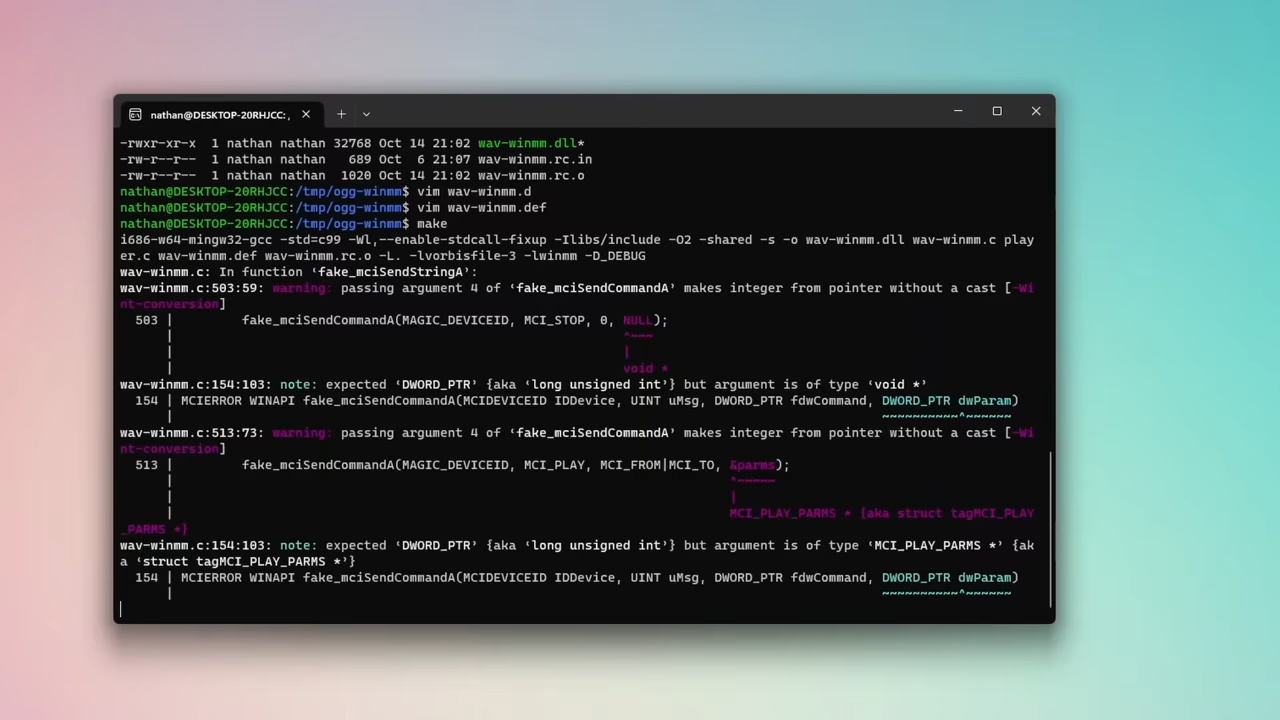 nathan@DESKTOP-20RHJCC: /
-rwxr-xr-x  1 nathan nathan 32768 Oct 14 21:02 wav-winmm.dll*
-rw-r--r--  1 nathan nathan   689 Oct  6 21:07 wav-winmm.rc.in
-rw-r--r--  1 nathan nathan  1020 Oct 14 21:02 wav-winmm.rc.o
nathan@DESKTOP-20RHJCC:/tmp/ogg-winmm$ vim wav-winmm.d
nathan@DESKTOP-20RHJCC:/tmp/ogg-winmm$ vim wav-winmm.def
nathan@DESKTOP-20RHJCC:/tmp/ogg-winmm$ make
i686-w64-mingw32-gcc -std=c99 -Wl,--enable-stdcall-fixup -Ilibs/include -O2 -shared -s -o wav-winmm.dll wav-winmm.c play
er.c wav-winmm.def wav-winmm.rc.o -L. -lvorbisfile-3 -lwinmm -D_DEBUG
wav-winmm.c: In function ‘fake_mciSendStringA’:
wav-winmm.c:503:59: warning: passing argument 4 of ‘fake_mciSendCommandA’ makes integer from pointer without a cast [-Wi
nt-conversion]
  503 |         fake_mciSendCommandA(MAGIC_DEVICEID, MCI_STOP, 0, NULL);
      |                                                           ^~~~
      |                                                           |
      |                                                           void *
wav-winmm.c:154:103: note: expected ‘DWORD_PTR’ {aka ‘long unsigned int’} but argument is of type ‘void *’
  154 | MCIERROR WINAPI fake_mciSendCommandA(MCIDEVICEID IDDevice, UINT uMsg, DWORD_PTR fdwCommand, DWORD_PTR dwParam)
      |                                                                                             ~~~~~~~~~~^~~~~~~
wav-winmm.c:513:73: warning: passing argument 4 of ‘fake_mciSendCommandA’ makes integer from pointer without a cast [-Wi
nt-conversion]
  513 |         fake_mciSendCommandA(MAGIC_DEVICEID, MCI_PLAY, MCI_FROM|MCI_TO, &parms);
      |                                                                         ^~~~~~
      |                                                                         |
      |                                                                         MCI_PLAY_PARMS * {aka struct tagMCI_PLAY
_PARMS *}
wav-winmm.c:154:103: note: expected ‘DWORD_PTR’ {aka ‘long unsigned int’} but argument is of type ‘MCI_PLAY_PARMS *’ {ak
a ‘struct tagMCI_PLAY_PARMS *’}
  154 | MCIERROR WINAPI fake_mciSendCommandA(MCIDEVICEID IDDevice, UINT uMsg, DWORD_PTR fdwCommand, DWORD_PTR dwParam)
      |                                                                                             ~~~~~~~~~~^~~~~~~